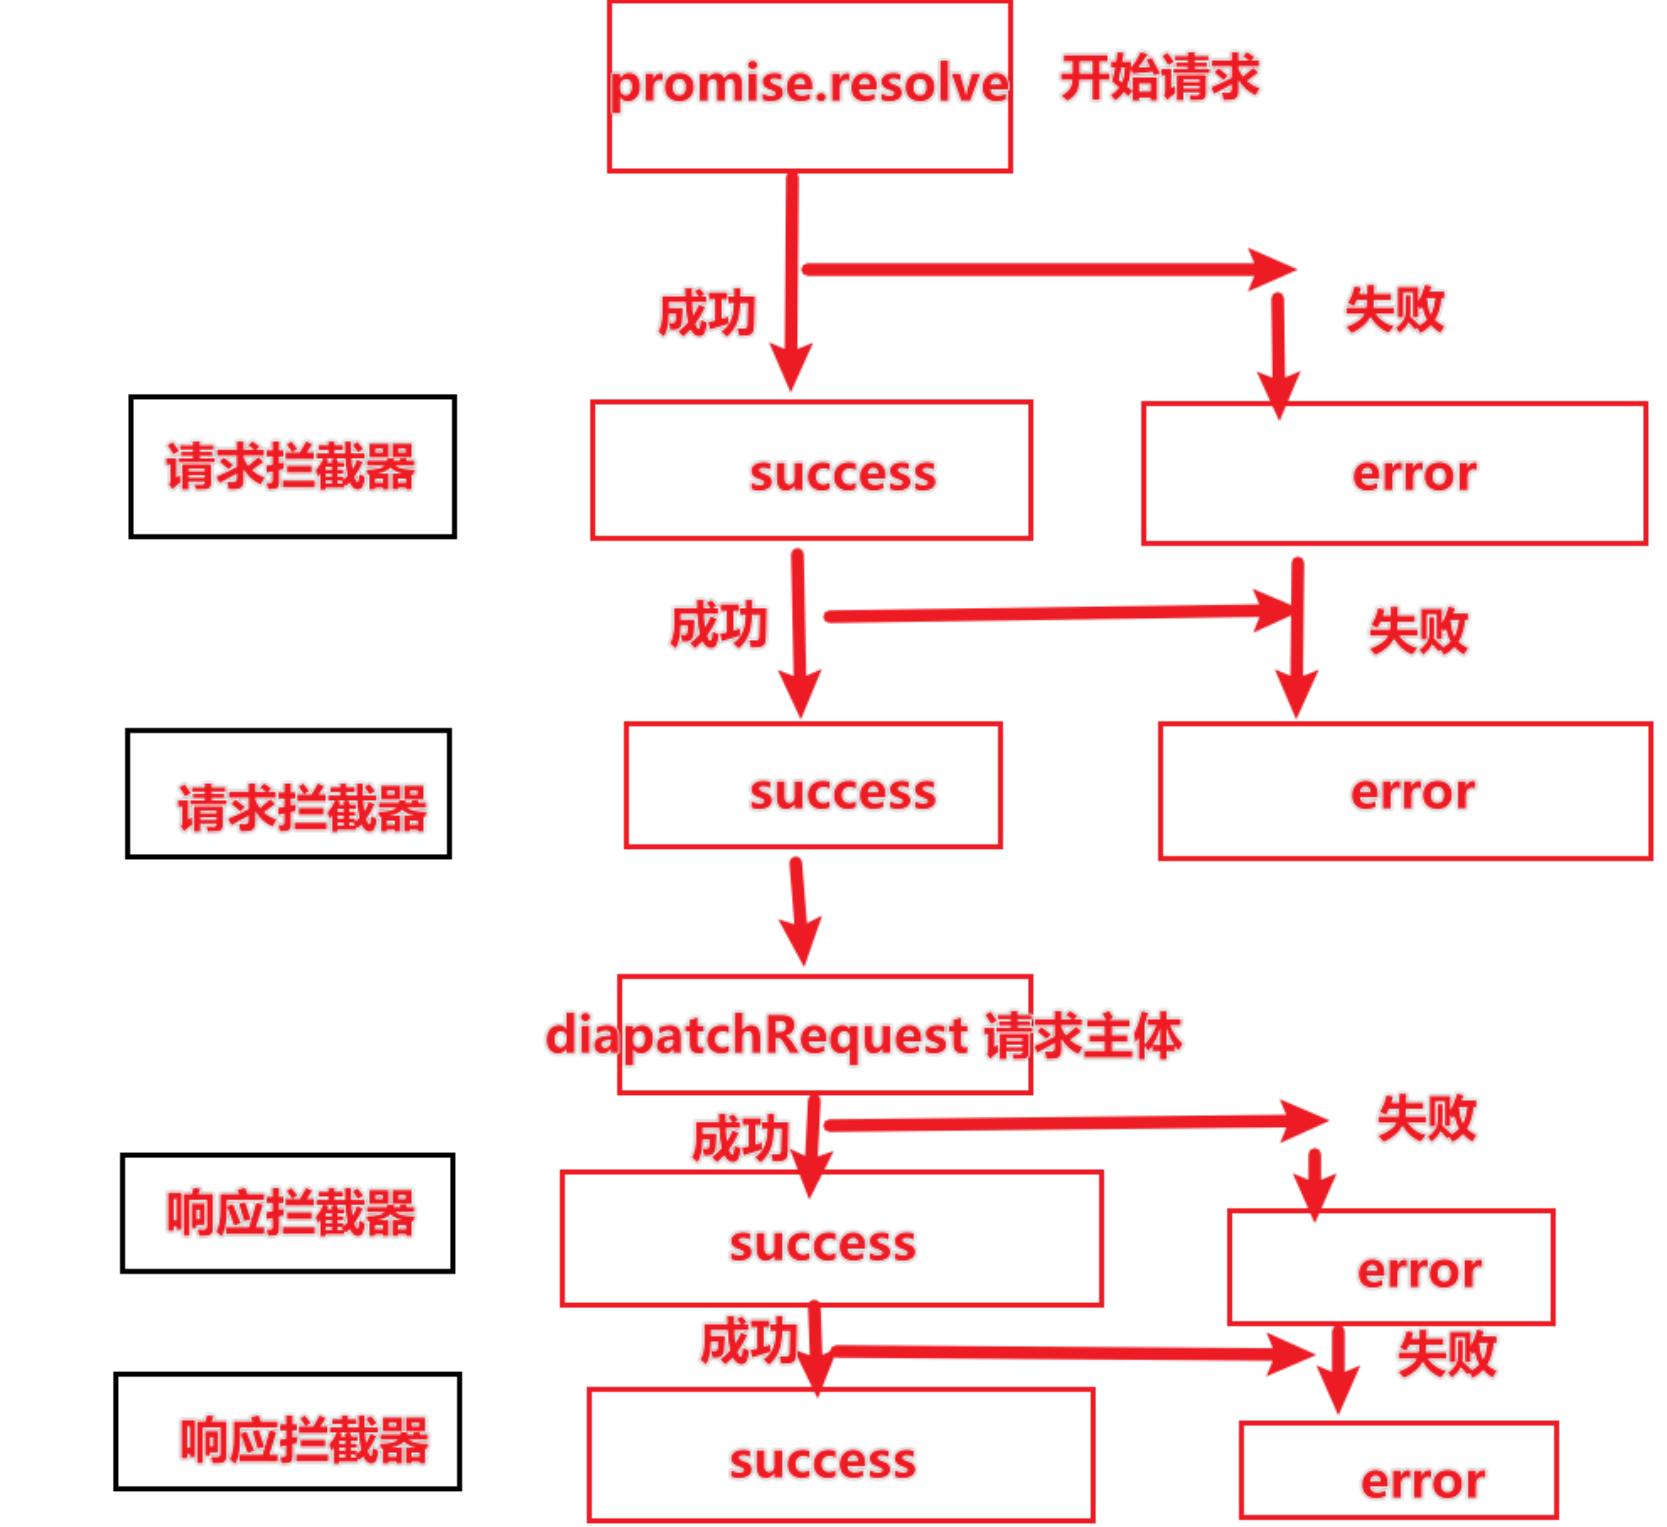 promise.resolve 开始请求
成功 失败
请求拦截器 success error
成功 失败
请求拦截器 success error
diapatchRequest 请求主体
成功 失败
响应拦截器 success error
成功 失败
响应拦截器 success error